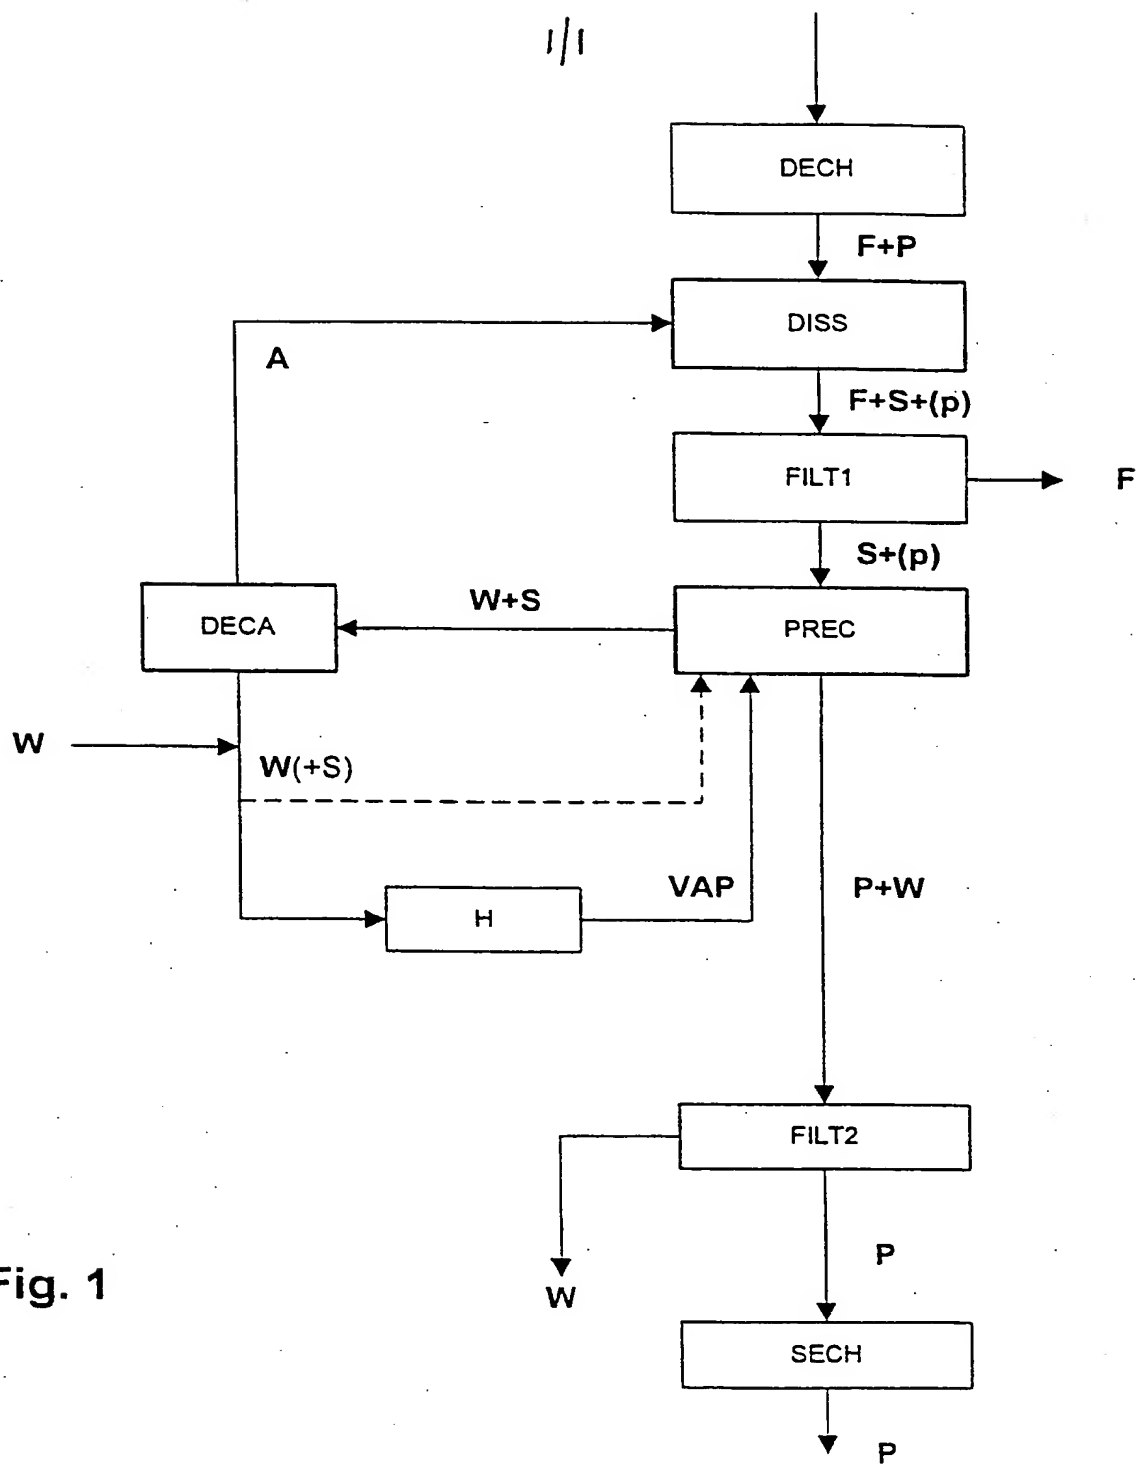 1/1
DECH
F+P
DISS
A
F+S+(p)
FILT1
F
S+(p)
W+S
DECA
PREC
W
W(+S)
VAP
P+W
H
FILT2
P
Fig. 1
W
SECH
P